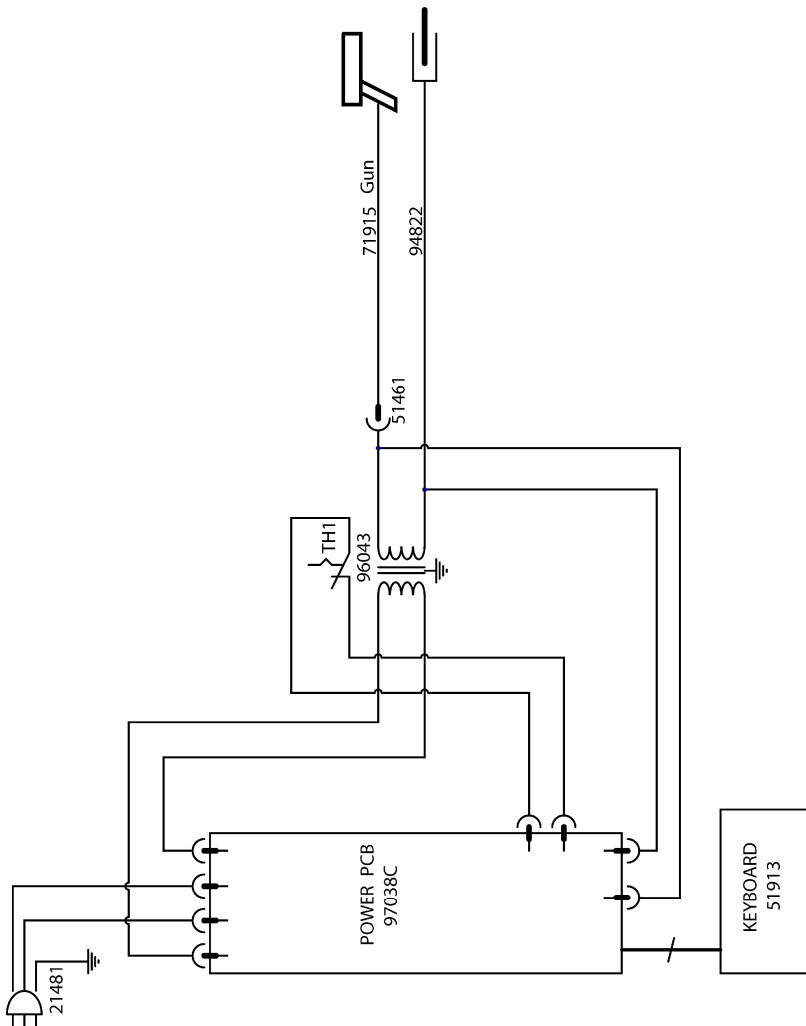 71915 Gun
94822
51461
TH1
96043
POWER PCB
97038C
KEYBOARD
51913
21481